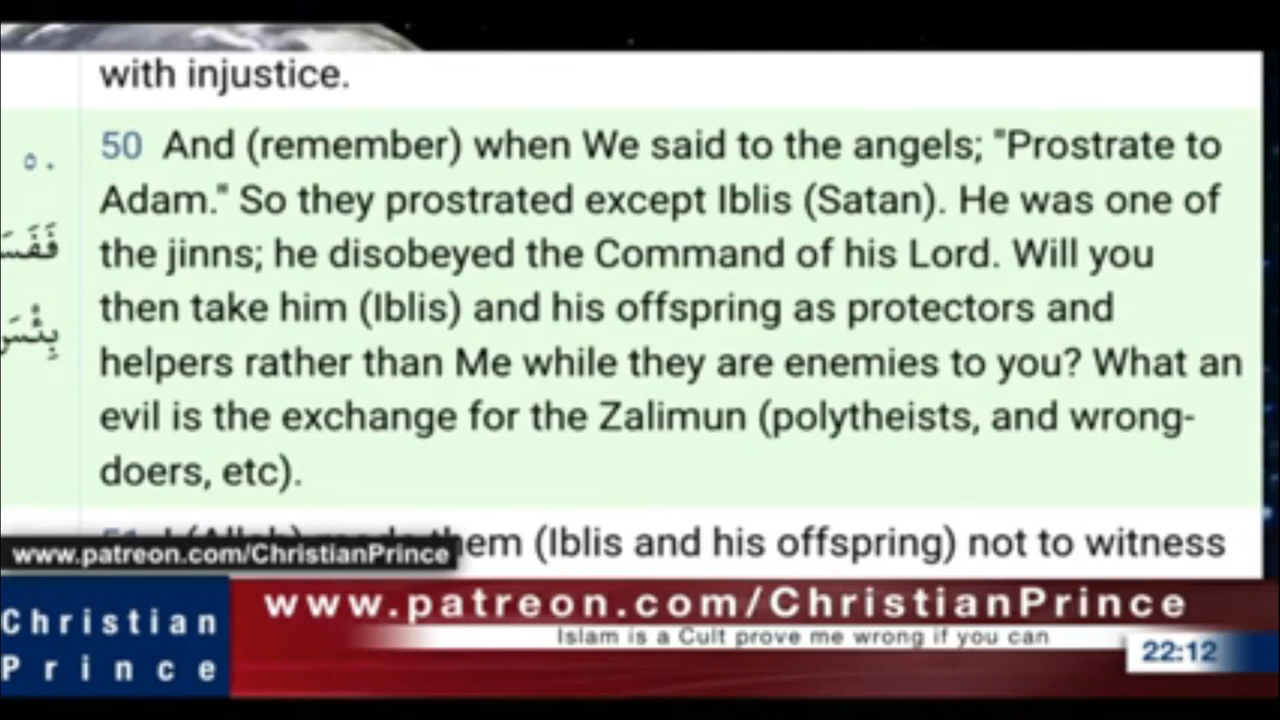 with injustice.
50 And (remember) when We said to the angels; "Prostrate to
Adam." So they prostrated except Iblis (Satan). He was one of
the jinns; he disobeyed the Command of his Lord. Will you
then take him (Iblis) and his offspring as protectors and
helpers rather than Me while they are enemies to you? What an
evil is the exchange for the Zalimun (polytheists, and wrong-
doers, etc).
٥٠
them (Iblis and his offspring) not to witness
www.patreon.com/ChristianPrince
www.patreon.com/ChristianPrince
Islam is a Cult prove me wrong if you can
Christian
Prince
22:12